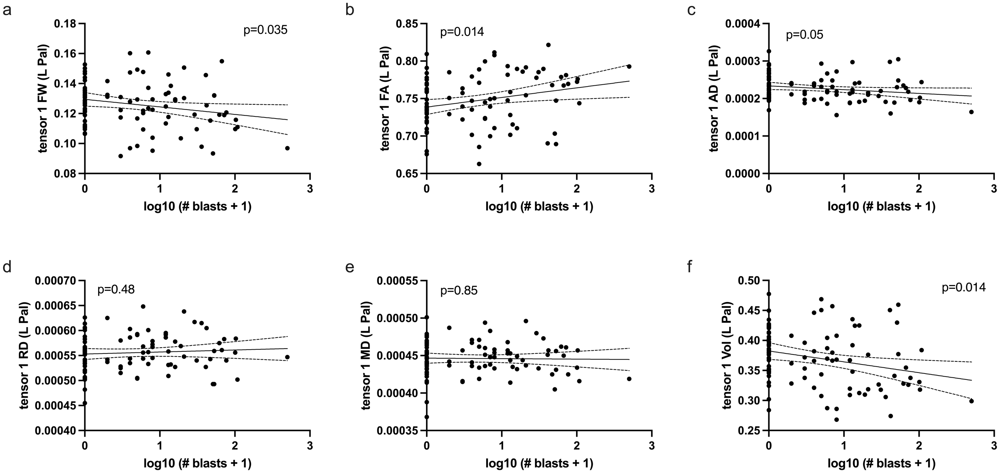 a
p=0.035
tensor 1 FW (L Pal)
0.18
0.16
0.14
0.12
0.10
0.08
0 1 2 3
log10 (# blasts + 1)
b
p=0.014
tensor 1 FA (L Pal)
0.85
0.80
0.75
0.70
0.65
0 1 2 3
log10 (# blasts + 1)
c
p=0.05
tensor 1 AD (L Pal)
0.0004
0.0003
0.0002
0.0001
0.0000
0 1 2 3
log10 (# blasts + 1)
d
p=0.48
tensor 1 RD (L Pal)
0.00070
0.00065
0.00060
0.00055
0.00050
0.00045
0.00040
0 1 2 3
log10 (# blasts + 1)
e
p=0.85
tensor 1 MD (L Pal)
0.00055
0.00050
0.00045
0.00040
0.00035
0 1 2 3
log10 (# blasts + 1)
f
p=0.014
tensor 1 Vol (L Pal)
0.50
0.45
0.40
0.35
0.30
0.25
0 1 2 3
log10 (# blasts + 1)